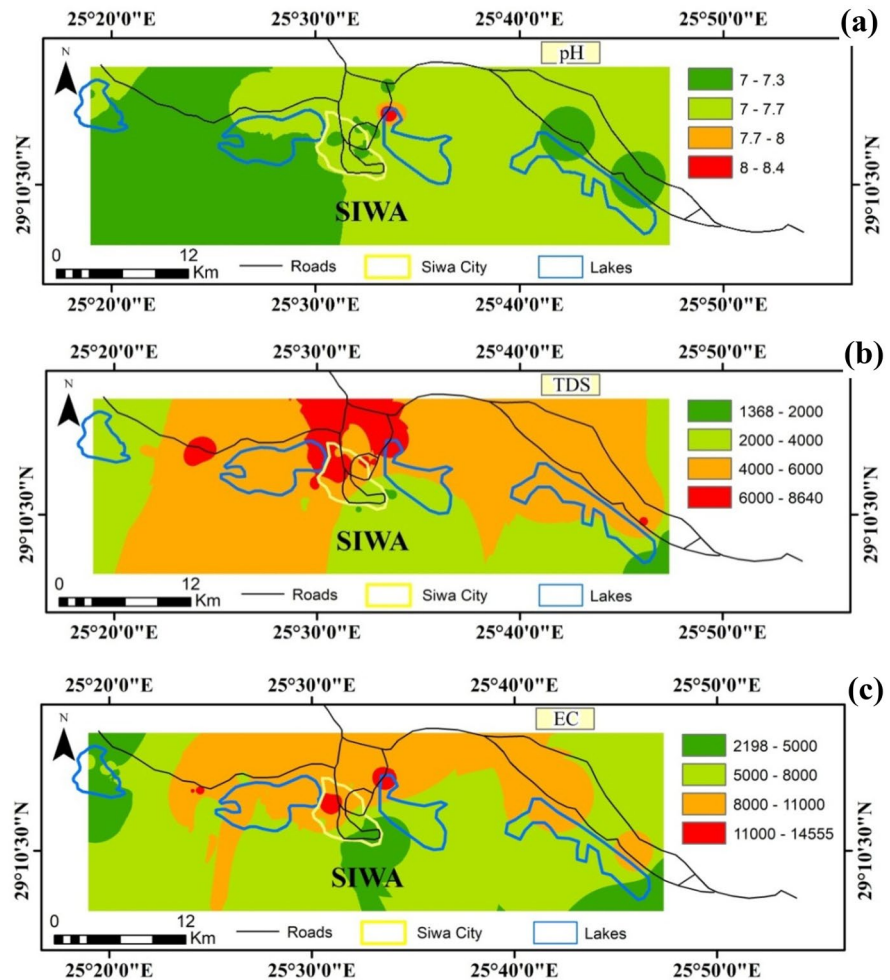 (a)
25°20'0"E 25°30'0"E 25°40'0"E 25°50'0"E
N
pH
7 - 7.3
7 - 7.7
7.7 - 8
8 - 8.4
29°10'30"N
29°10'30"N
SIWA
0 12
Km
Roads
Siwa City
Lakes
25°20'0"E 25°30'0"E 25°40'0"E 25°50'0"E
(b)
25°20'0"E 25°30'0"E 25°40'0"E 25°50'0"E
N
TDS
1368 - 2000
2000 - 4000
4000 - 6000
6000 - 8640
29°10'30"N
29°10'30"N
SIWA
0 12
Km
Roads
Siwa City
Lakes
25°20'0"E 25°30'0"E 25°40'0"E 25°50'0"E
(c)
25°20'0"E 25°30'0"E 25°40'0"E 25°50'0"E
N
EC
2198 - 5000
5000 - 8000
8000 - 11000
11000 - 14555
29°10'30"N
29°10'30"N
SIWA
0 12
Km
Roads
Siwa City
Lakes
25°20'0"E 25°30'0"E 25°40'0"E 25°50'0"E